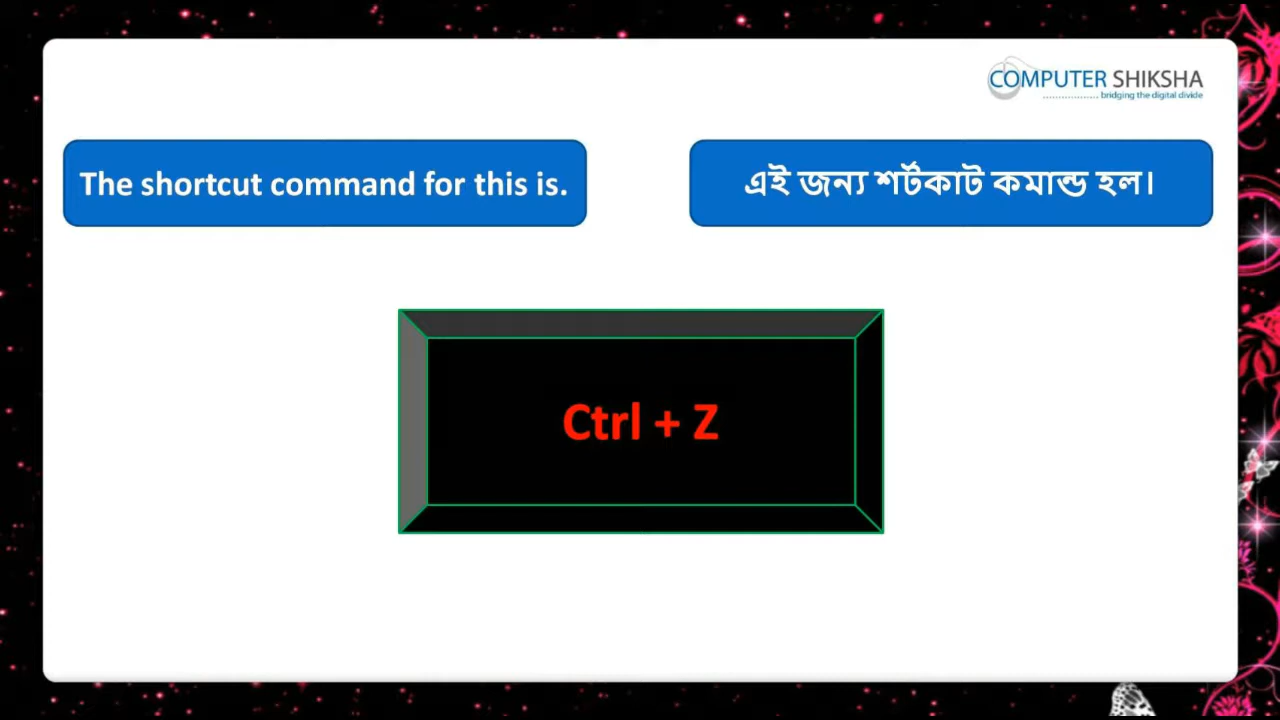 COMPUTER SHIKSHA
bridging the digital divide
The shortcut command for this is.
এই জন্য শর্টকাট কমান্ড হল।
Ctrl + Z